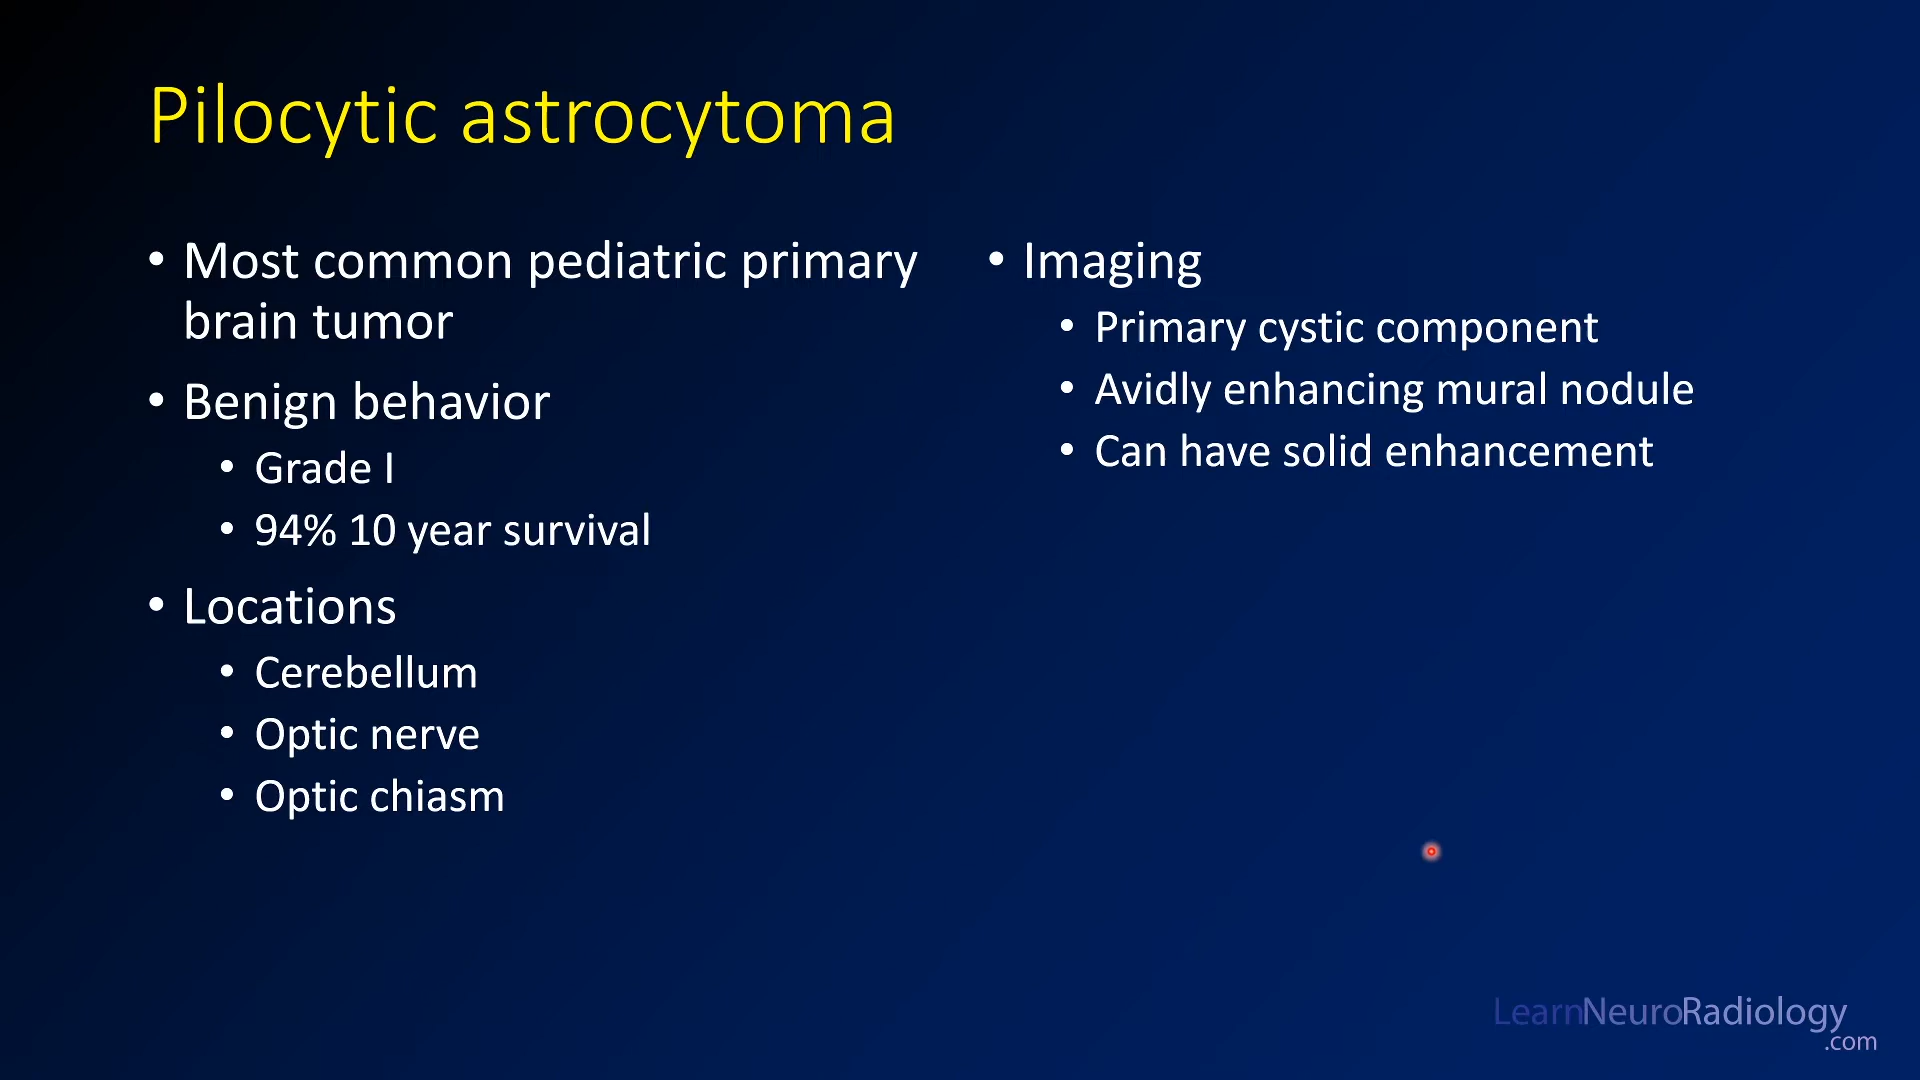 Pilocytic astrocytoma
• Most common pediatric primary
brain tumor
• Benign behavior
• Grade I
• 94% 10 year survival
• Locations
• Cerebellum
• Optic nerve
• Optic chiasm
• Imaging
• Primary cystic component
• Avidly enhancing mural nodule
• Can have solid enhancement
LearnNeuroRadiology
.com